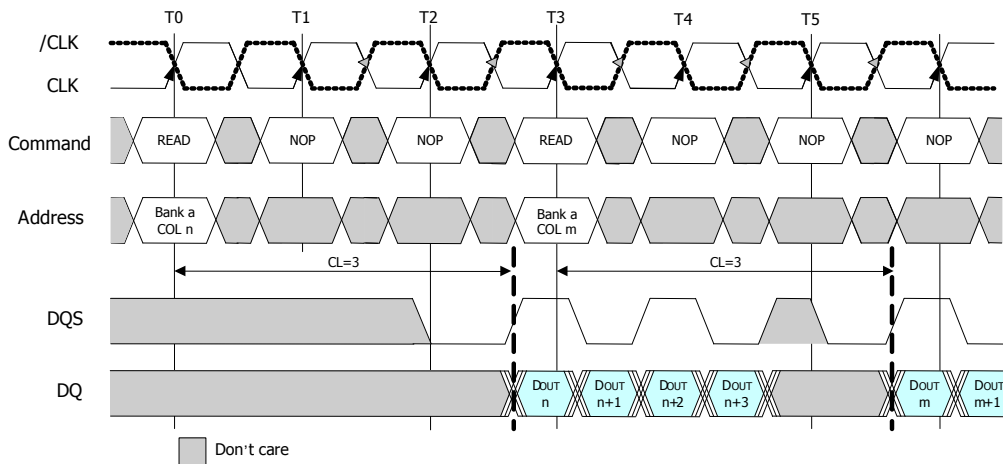 T0 T1 T2 T3 T4 T5
/CLK
CLK
Command READ NOP NOP READ NOP NOP NOP
Address Bank a COL n Bank a COL m
CL=3 CL=3
DQS
DQ DOUT n DOUT n+1 DOUT n+2 DOUT n+3 DOUT m DOUT m+1
Don't care